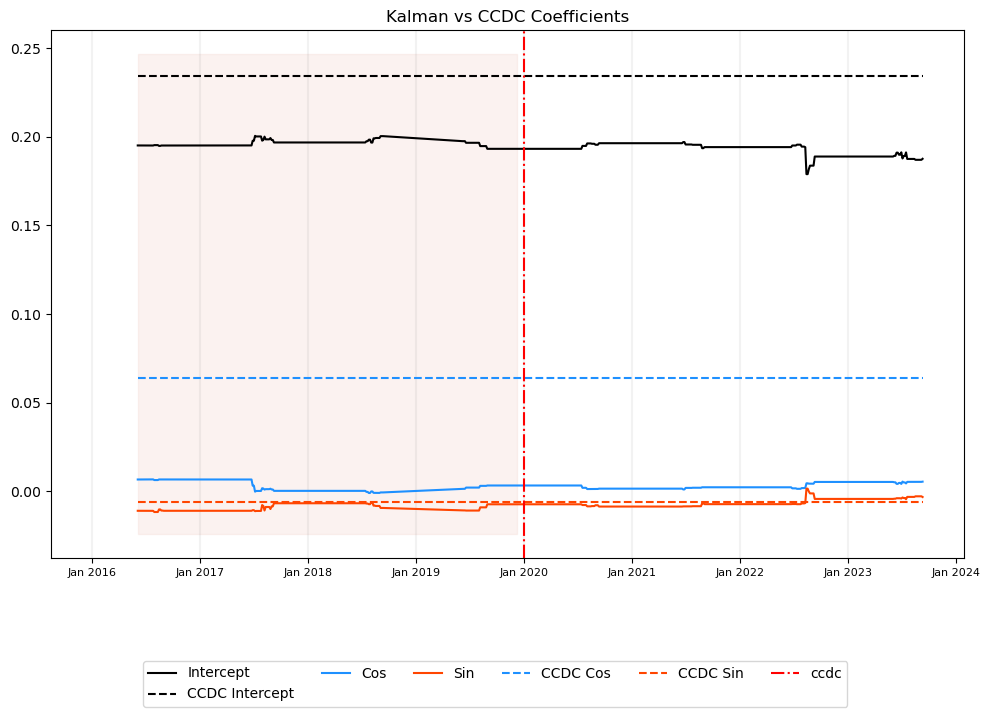 Kalman vs CCDC Coefficients
0.25
0.20
0.15
0.10
0.05
0.00
Jan 2016 Jan 2017 Jan 2018 Jan 2019 Jan 2020 Jan 2021 Jan 2022 Jan 2023 Jan 2024
Intercept Cos Sin CCDC Cos CCDC Sin ccdc
CCDC Intercept